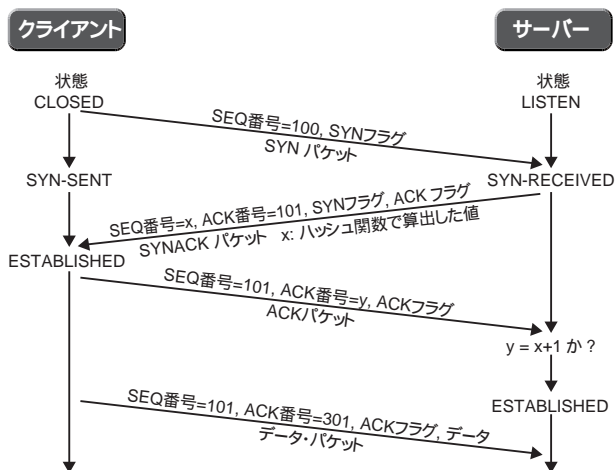 クライアント
サーバー
状態
CLOSED
状態
LISTEN
SEQ番号=100, SYNフラグ
SYN パケット
SYN-SENT
SYN-RECEIVED
SEQ番号=x, ACK番号=101, SYNフラグ, ACK フラグ
SYNACK パケット x: ハッシュ関数で算出した値
ESTABLISHED
SEQ番号=101, ACK番号=y, ACKフラグ
ACKパケット
y = x+1 か ?
ESTABLISHED
SEQ番号=101, ACK番号=301, ACKフラグ, データ
データ・パケット